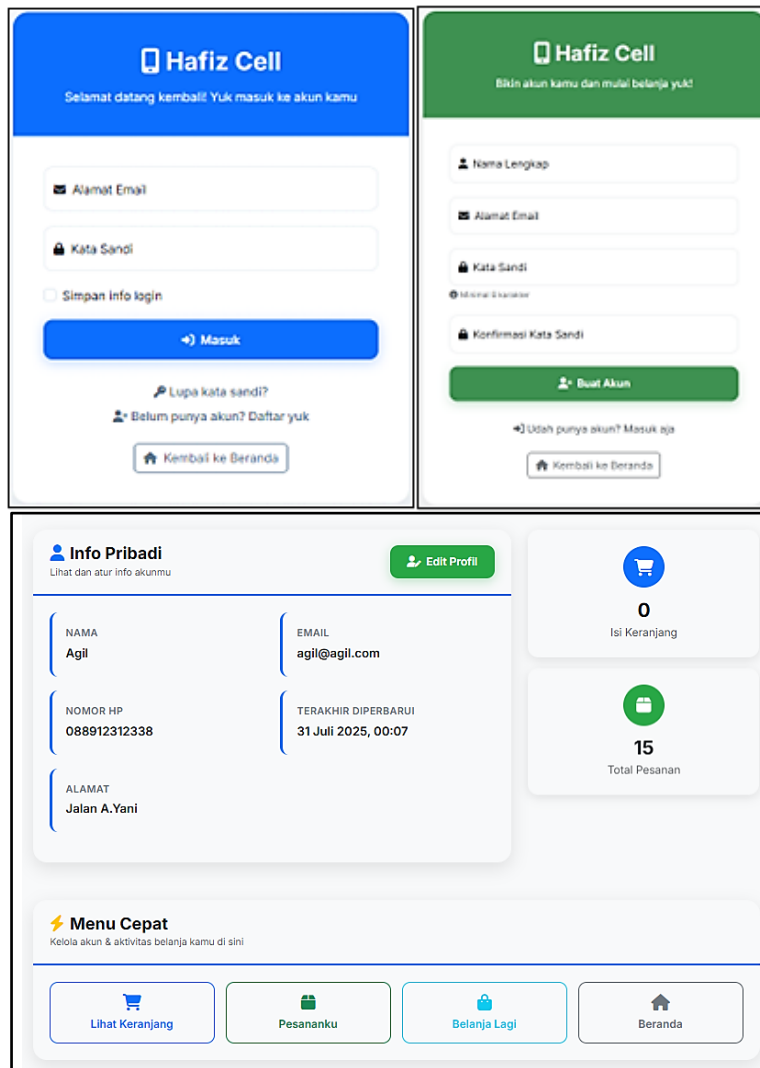 Hafiz Cell
Selamat datang kembali! Yuk masuk ke akun kamu
Alamat Email
Kata Sandi
Simpan info login
Masuk
Lupa kata sandi?
Belum punya akun? Daftar yuk
Kembali ke Beranda
Hafiz Cell
Bikin akun kamu dan mulai belanja yuk!
Nama Lengkap
Alamat Email
Kata Sandi
Minimal karakter
Konfirmasi Kata Sandi
Buat Akun
Udah punya akun? Masuk aja
Kembali ke Beranda
Info Pribadi
Lihat dan atur info akunmu
Edit Profil
NAMA
Agil
EMAIL
agil@agil.com
NOMOR HP
088912312338
TERAKHIR DIPERBARUI
31 Juli 2025, 00:07
ALAMAT
Jalan A.Yani
0
Isi Keranjang
15
Total Pesanan
Menu Cepat
Kelola akun & aktivitas belanja kamu di sini
Lihat Keranjang
Pesananku
Belanja Lagi
Beranda